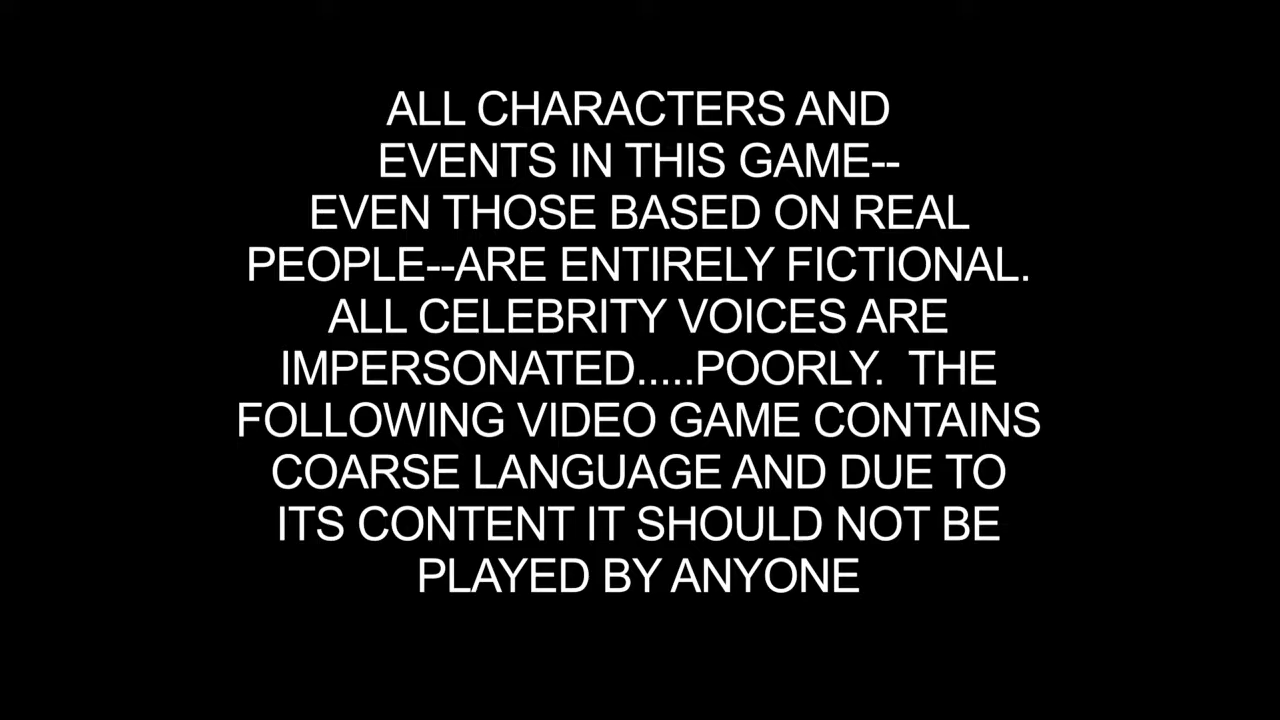 ALL CHARACTERS AND
EVENTS IN THIS GAME--
EVEN THOSE BASED ON REAL
PEOPLE--ARE ENTIRELY FICTIONAL.
ALL CELEBRITY VOICES ARE
IMPERSONATED.....POORLY.  THE
FOLLOWING VIDEO GAME CONTAINS
COARSE LANGUAGE AND DUE TO
ITS CONTENT IT SHOULD NOT BE
PLAYED BY ANYONE